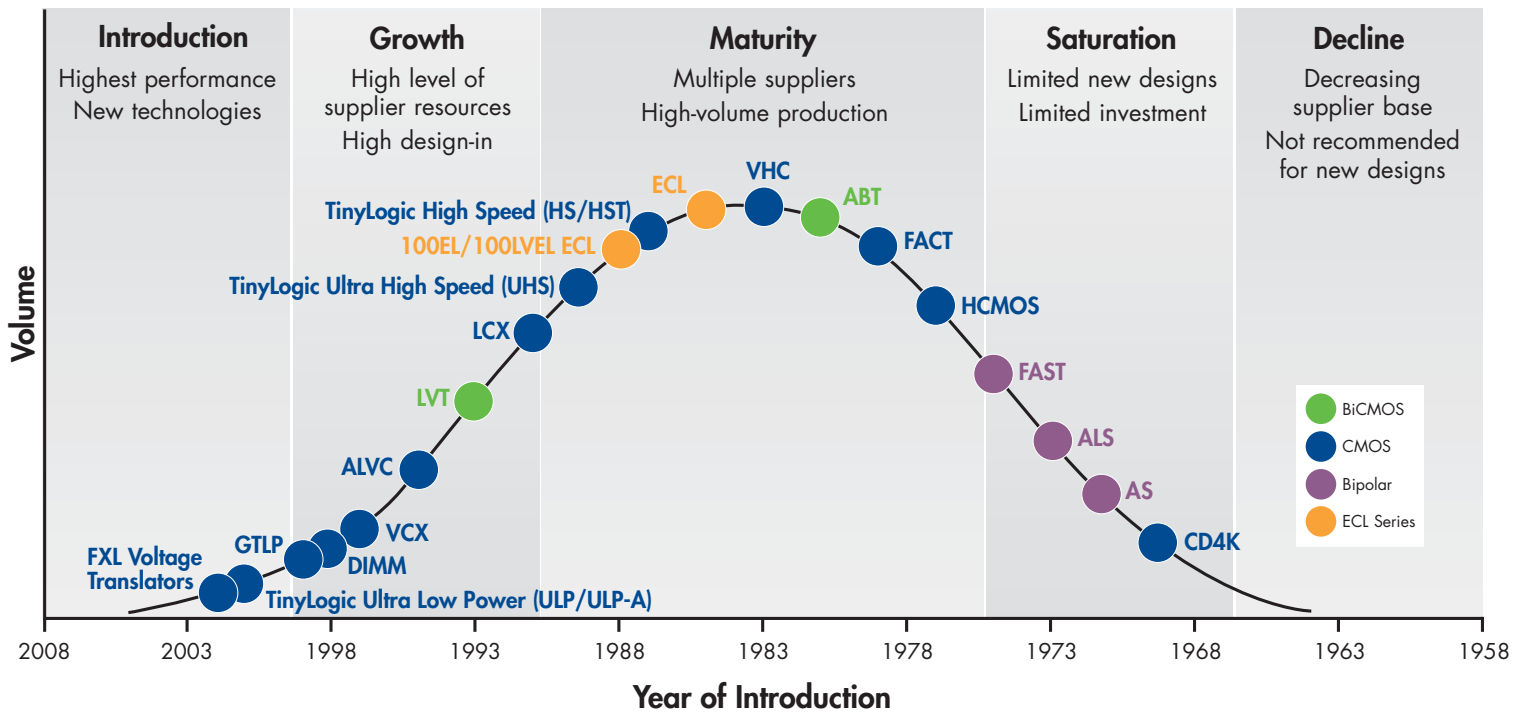 Introduction
Highest performance
New technologies
Growth
High level of
supplier resources
High design-in
Maturity
Multiple suppliers
High-volume production
Saturation
Limited new designs
Limited investment
Decline
Decreasing
supplier base
Not recommended
for new designs
Volume
VHC
ECL
ABT
TinyLogic High Speed (HS/HST)
100EL/100LVEL ECL
FACT
TinyLogic Ultra High Speed (UHS)
HCMOS
LCX
FAST
LVT
ALS
ALVC
AS
VCX
CD4K
GTLP
DIMM
FXL Voltage
Translators
TinyLogic Ultra Low Power (ULP/ULP-A)
BiCMOS
CMOS
Bipolar
ECL Series
2008
2003
1998
1993
1988
1983
1978
1973
1968
1963
1958
Year of Introduction